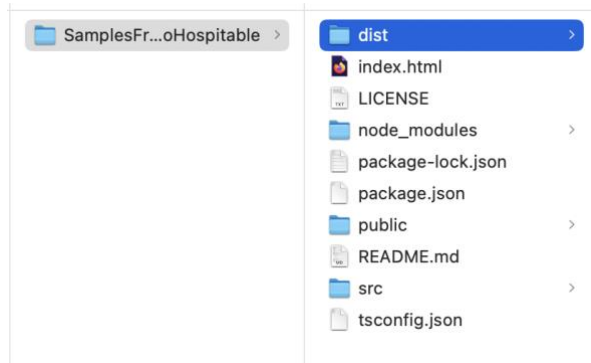 SamplesFr...oHospitable
dist
index.html
LICENSE
node_modules
package-lock.json
package.json
public
README.md
src
tsconfig.json